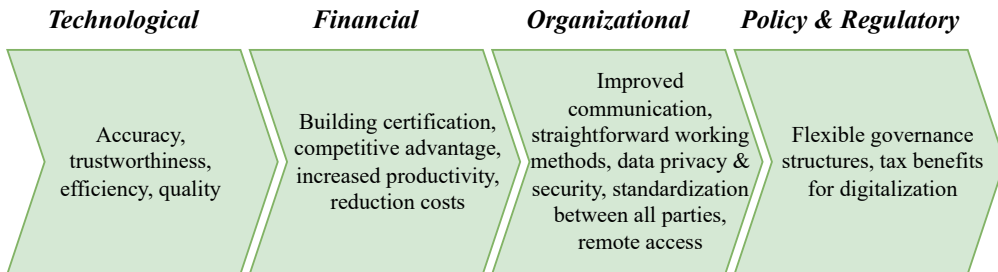 Technological
Financial
Organizational
Policy & Regulatory
Accuracy,
trustworthiness,
efficiency, quality
Building certification,
competitive advantage,
increased productivity,
reduction costs
Improved
communication,
straightforward working
methods, data privacy &
security, standardization
between all parties,
remote access
Flexible governance
structures, tax benefits
for digitalization